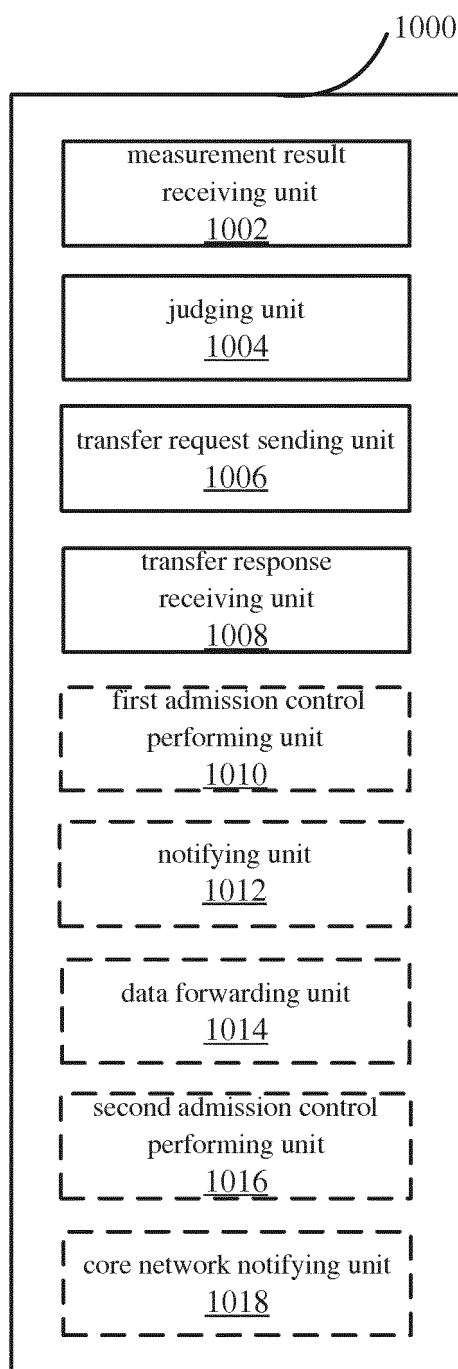 1000
measurement result
receiving unit
1002
judging unit
1004
transfer request sending unit
1006
transfer response
receiving unit
1008
first admission control
performing unit
1010
notifying unit
1012
data forwarding unit
1014
second admission control
performing unit
1016
core network notifying unit
1018